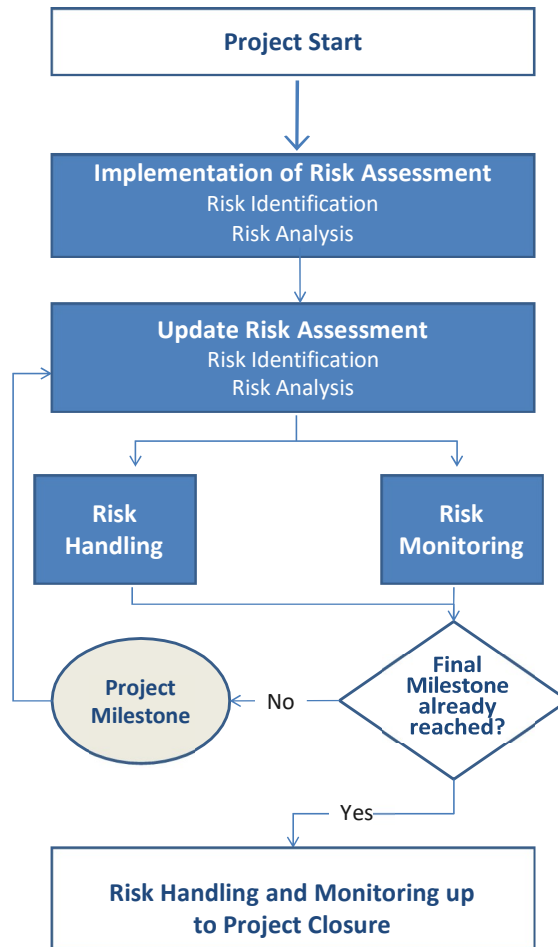 Project Start
Implementation of Risk Assessment
Risk Identification
Risk Analysis
Update Risk Assessment
Risk Identification
Risk Analysis
Risk
Handling
Risk
Monitoring
Final
Milestone
already
reached?
No
Project
Milestone
Yes
Risk Handling and Monitoring up
to Project Closure